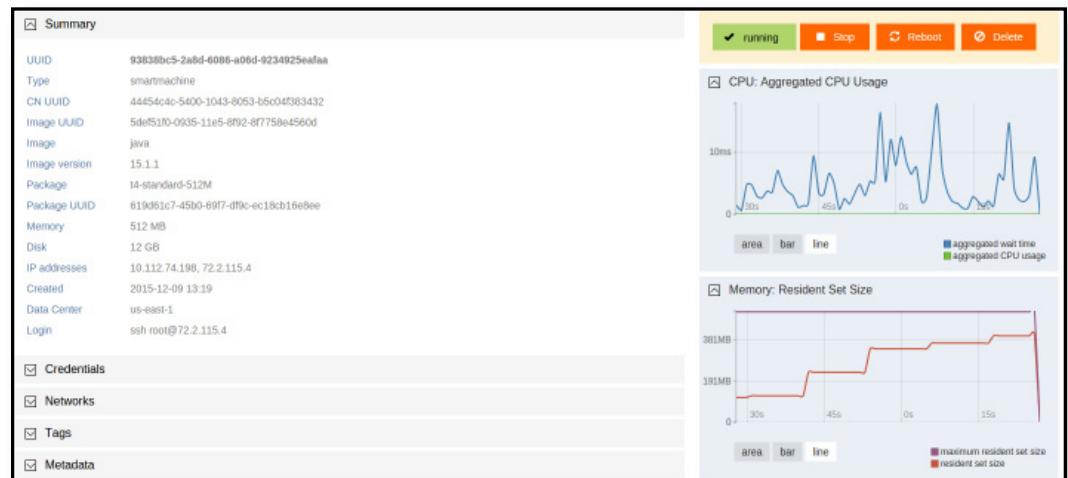 Summary
UUID 93838bc5-2a8d-6086-a06d-9234925eafaa
Type smartmachine
CN UUID 44454c4c-5400-1043-8053-b5c04f383432
Image UUID 5def51f0-0935-11e5-8f92-8f7758e4560d
Image java
Image version 15.1.1
Package t4-standard-512M
Package UUID 619d61c7-45b0-69f7-df9c-ec18cb16e8ee
Memory 512 MB
Disk 12 GB
IP addresses 10.112.74.198, 72.2.115.4
Created 2015-12-09 13:19
Data Center us-east-1
Login ssh root@72.2.115.4
Credentials
Networks
Tags
Metadata
running Stop Reboot Delete
CPU: Aggregated CPU Usage
10ms
0
30s 45s 0s 15s
area bar line
aggregated wait time
aggregated CPU usage
Memory: Resident Set Size
381MB
191MB
0
30s 45s 0s 15s
area bar line
maximum resident set size
resident set size